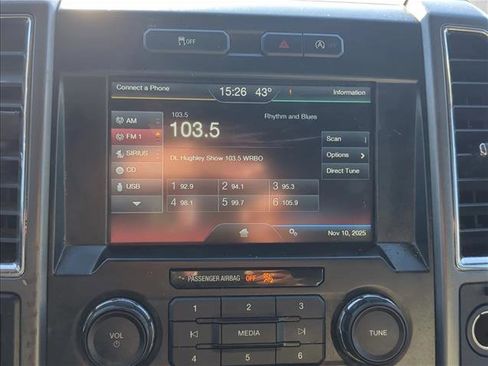 OFF
Connect a Phone 15:26 43° Information
103.5 Rhythm and Blues
AM
103.5
FM 1
Scan
SIRIUS
DL Hughley Show 103.5 WRBO
Options >
CD
Direct Tune
USB
1 92.9 2 94.1 3 95.3
4 98.1 5 99.7 6 105.9
Nov 10, 2025
PASSENGER AIRBAG OFF
1 2 3
VOL
MEDIA
TUNE
4 5 6